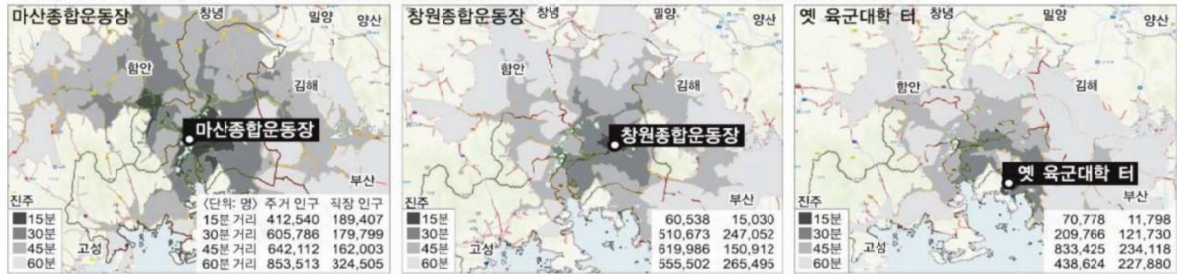 마산종합운동장
창녕
밀양
양산
함안
김해
마산종합운동장
부산
진주
고성
15분
30분
45분
60분
〈단위: 명〉 주거 인구 직장 인구
15분 거리 412,540 189,407
30분 거리 605,786 179,799
45분 거리 642,112 162,003
60분 거리 853,513 324,505
창원종합운동장
창녕
밀양
양산
함안
김해
창원종합운동장
부산
진주
고성
15분
30분
45분
60분
60,538 15,030
510,673 247,052
619,986 150,912
555,502 265,495
옛 육군대학 터
창녕
밀양
양산
함안
김해
옛 육군대학 터
부산
진주
고성
15분
30분
45분
60분
70,778 11,798
209,766 121,730
833,425 234,118
438,624 227,880